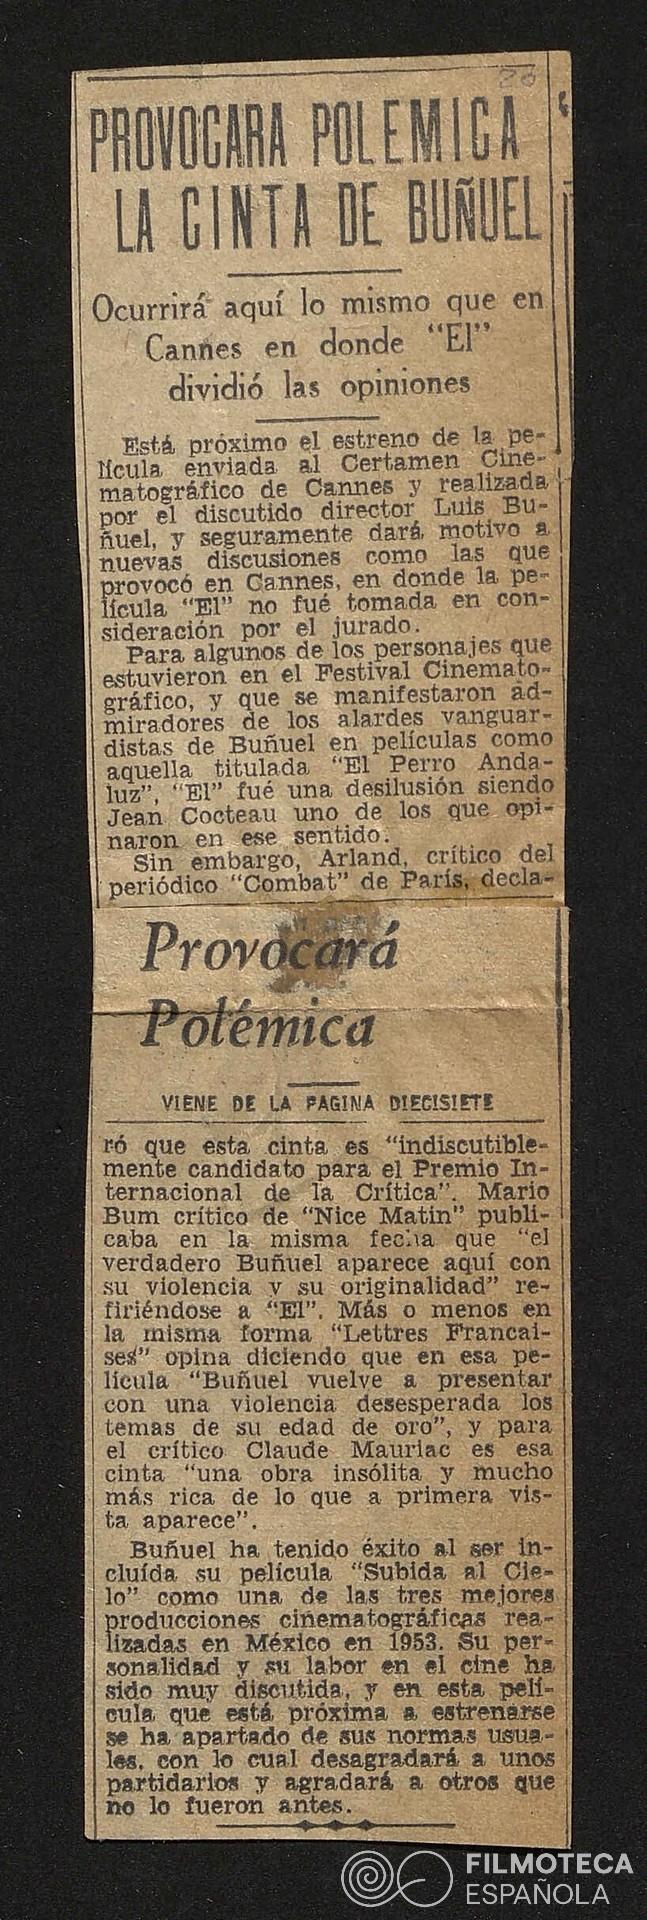 20
PROVOCARA POLEMICA
LA CINTA DE BUÑUEL
Ocurrirá aquí lo mismo que en
Cannes en donde "El"
dividió las opiniones
Está próximo el estreno de la pe-
lícula enviada al Certamen Cine-
matográfico de Cannes y realizada
por el discutido director Luis Bu-
ñuel, y seguramente dará motivo a
nuevas discusiones como las que
provocó en Cannes, en donde la pe-
lícula "El" no fué tomada en con-
sideración por el jurado.
Para algunos de los personajes que
estuvieron en el Festival Cinemato-
gráfico, y que se manifestaron ad-
miradores de los alardes vanguar-
distas de Buñuel en películas como
aquella titulada "El Perro Anda-
luz", "El" fué una desilusión siendo
Jean Cocteau uno de los que opi-
naron en ese sentido.
Sin embargo, Arland, crítico del
periódico "Combat" de París, decla-
Provocará
Polémica
VIENE DE LA PAGINA DIECISIETE
ró que esta cinta es "indiscutible-
mente candidato para el Premio In-
ternacional de la Crítica". Mario
Bum crítico de "Nice Matin" publi-
caba en la misma fecha que "el
verdadero Buñuel aparece aquí con
su violencia y su originalidad" re-
firiéndose a "El". Más o menos en
la misma forma "Lettres Francai-
ses" opina diciendo que en esa pe-
lícula "Buñuel vuelve a presentar
con una violencia desesperada los
temas de su edad de oro", y para
el crítico Claude Mauriac es esa
cinta "una obra insólita y mucho
más rica de lo que a primera vis-
ta aparece".
Buñuel ha tenido éxito al ser in-
cluída su película "Subida al Cie-
lo" como una de las tres mejores
producciones cinematográficas rea-
lizadas en México en 1953. Su per-
sonalidad y su labor en el cine ha
sido muy discutida, y en esta pelí-
cula que está próxima a estrenarse
se ha apartado de sus normas usua-
les, con lo cual desagradará a unos
partidarios y agradará a otros que
no lo fueron antes.
FILMOTECA
ESPAÑOLA